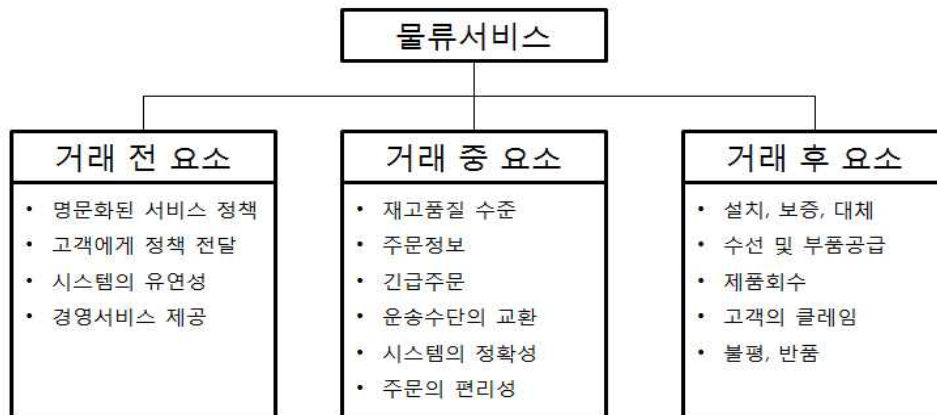 물류서비스
거래 전 요소
• 명문화된 서비스 정책
• 고객에게 정책 전달
• 시스템의 유연성
• 경영서비스 제공
거래 중 요소
• 재고품질 수준
• 주문정보
• 긴급주문
• 운송수단의 교환
• 시스템의 정확성
• 주문의 편리성
거래 후 요소
• 설치, 보증, 대체
• 수선 및 부품공급
• 제품회수
• 고객의 클레임
• 불평, 반품